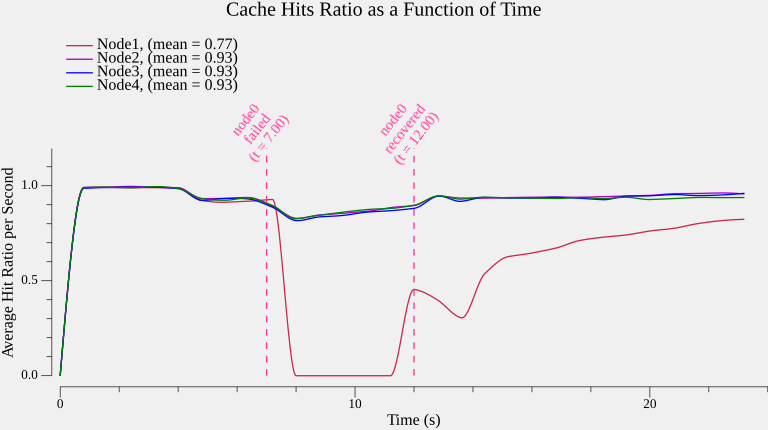 Cache Hits Ratio as a Function of Time
Node1, (mean = 0.77)
Node2, (mean = 0.93)
Node3, (mean = 0.93)
Node4, (mean = 0.93)
node0
failed
(t = 7.00)
node0
recovered
(t = 12.00)
Average Hit Ratio per Second
1.0
0.5
0.0
0
10
20
Time (s)